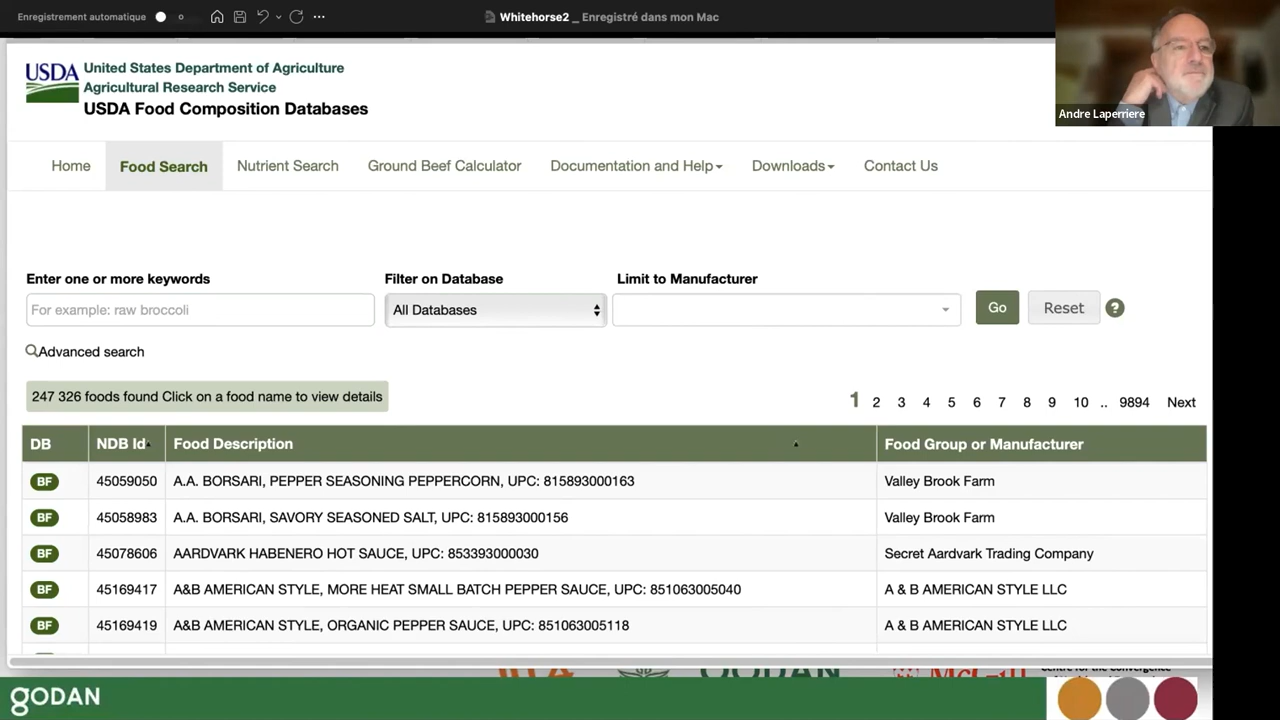 Enregistrement automatique
Whitehorse2 _ Enregistré dans mon Mac
Andre Laperriere
USDA
United States Department of Agriculture
Agricultural Research Service
USDA Food Composition Databases
Home Food Search Nutrient Search Ground Beef Calculator Documentation and Help Downloads Contact Us
Enter one or more keywords Filter on Database Limit to Manufacturer
For example: raw broccoli All Databases Go Reset ?
Advanced search
247 326 foods found Click on a food name to view details
1 2 3 4 5 6 7 8 9 10 .. 9894 Next
DB NDB Id Food Description Food Group or Manufacturer
BF 45059050 A.A. BORSARI, PEPPER SEASONING PEPPERCORN, UPC: 815893000163 Valley Brook Farm
BF 45058983 A.A. BORSARI, SAVORY SEASONED SALT, UPC: 815893000156 Valley Brook Farm
BF 45078606 AARDVARK HABENERO HOT SAUCE, UPC: 853393000030 Secret Aardvark Trading Company
BF 45169417 A&B AMERICAN STYLE, MORE HEAT SMALL BATCH PEPPER SAUCE, UPC: 851063005040 A & B AMERICAN STYLE LLC
BF 45169419 A&B AMERICAN STYLE, ORGANIC PEPPER SAUCE, UPC: 851063005118 A & B AMERICAN STYLE LLC
GODAN McGill Centre for the Convergence
GODAN